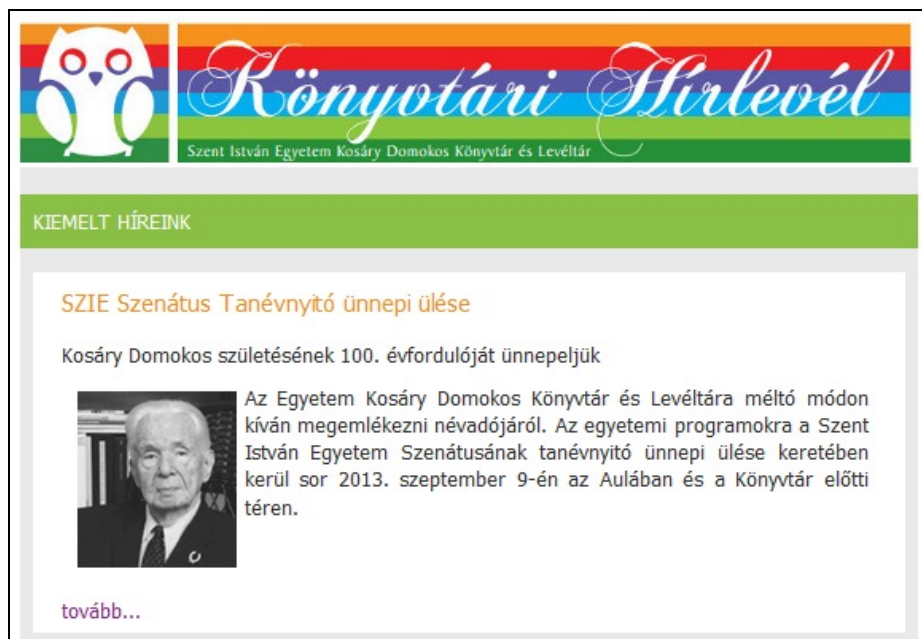 Könyvtári Hírlevél
Szent István Egyetem Kosáry Domokos Könyvtár és Levéltár
KIEMELT HÍREINK
SZIE Szenátus Tanévnyitó ünnepi ülése
Kosáry Domokos születésének 100. évfordulóját ünnepeljük
Az Egyetem Kosáry Domokos Könyvtár és Levéltára méltó módon
kíván megemlékezni névadójáról. Az egyetemi programokra a Szent
István Egyetem Szenátusának tanévnyitó ünnepi ülése keretében
kerül sor 2013. szeptember 9-én az Aulában és a Könyvtár előtti
téren.
tovább...